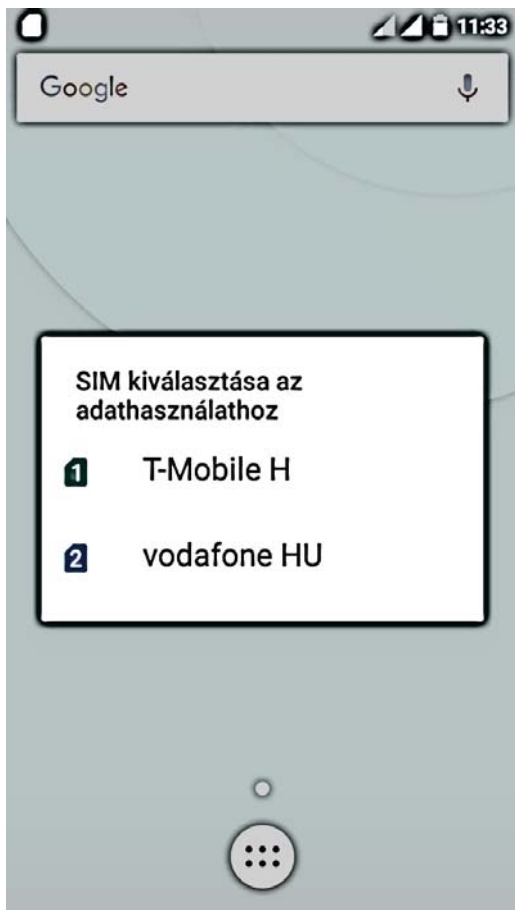 11:33
Google
SIM kiválasztása az
adathasználathoz
1 T-Mobile H
2 vodafone HU